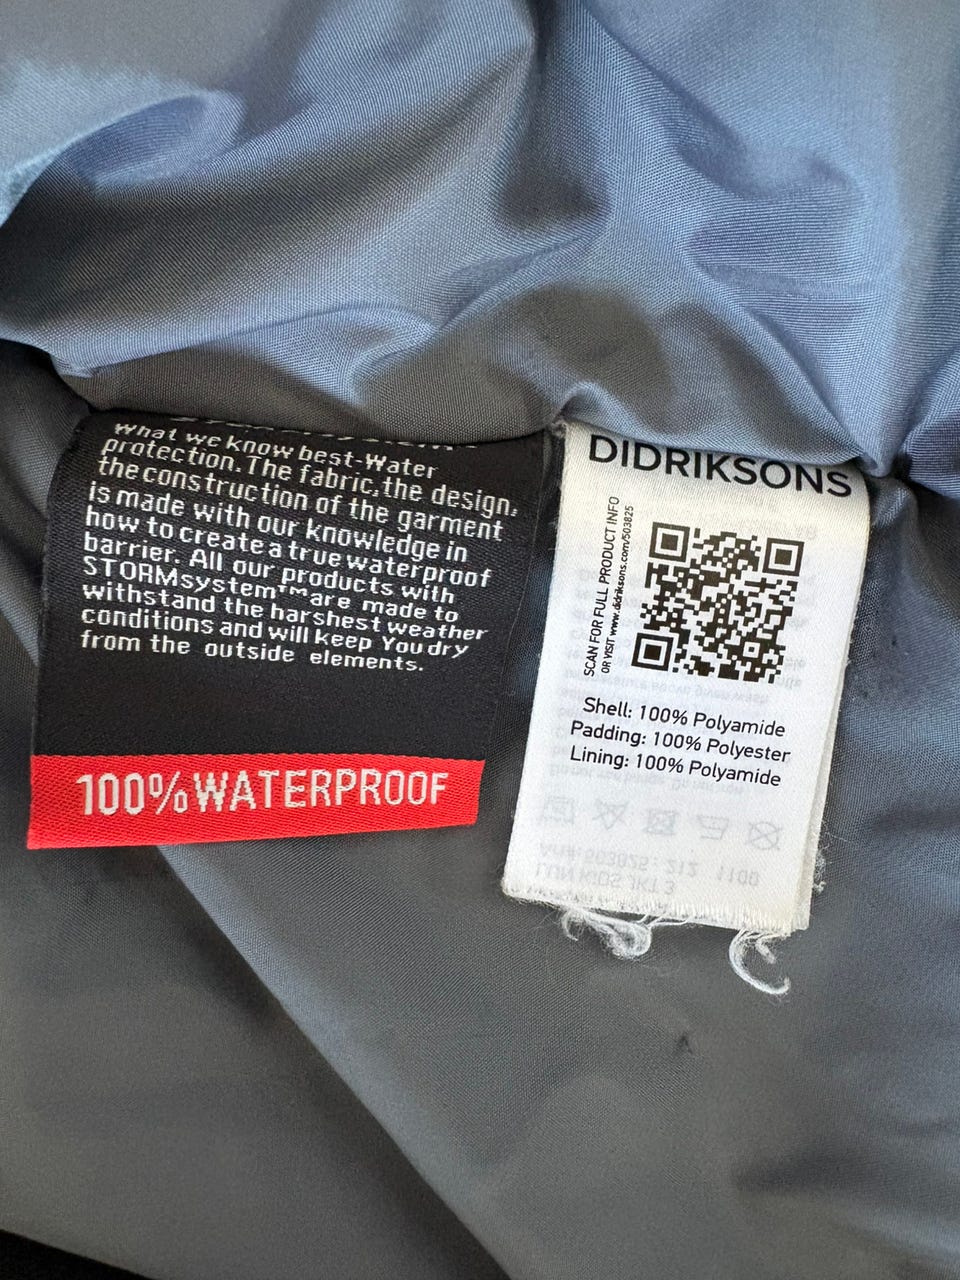 What we know best-Water
protection. The fabric, the design,
the construction of the garment
is made with our knowledge in
how to create a true waterproof
barrier. All our products with
STORMsystem™are made to
withstand the harshest weather
conditions and will keep You dry
from the outside elements.
100% WATERPROOF
DIDRIKSONS
SCAN FOR FULL PRODUCT INFO
OR VISIT www.didriksons.com/503825
Shell: 100% Polyamide
Padding: 100% Polyester
Lining: 100% Polyamide